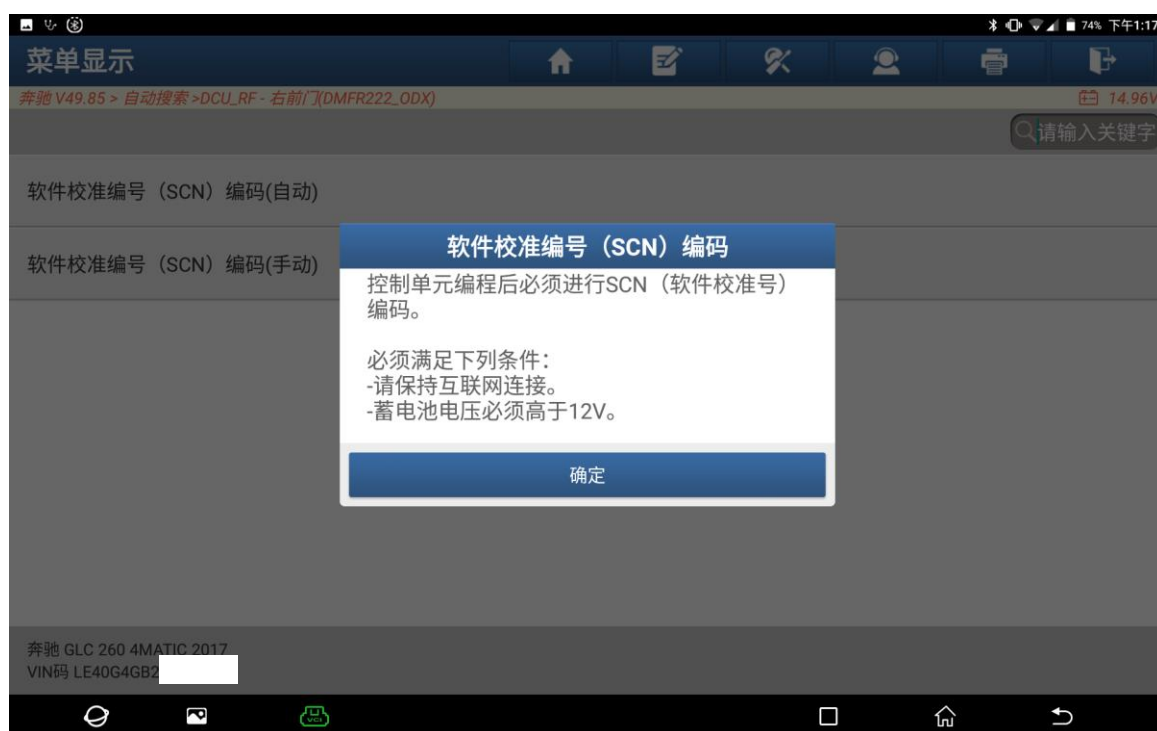 74% 下午1:17
菜单显示
奔驰 V49.85 > 自动搜索 >DCU_RF - 右前门(DMFR222_ODX)
14.96V
请输入关键字
软件校准编号（SCN）编码(自动)
软件校准编号（SCN）编码(手动)
软件校准编号（SCN）编码
控制单元编程后必须进行SCN（软件校准号）
编码。
必须满足下列条件：
-请保持互联网连接。
-蓄电池电压必须高于12V。
确定
奔驰 GLC 260 4MATIC 2017
VIN码 LE40G4GB2
VCI